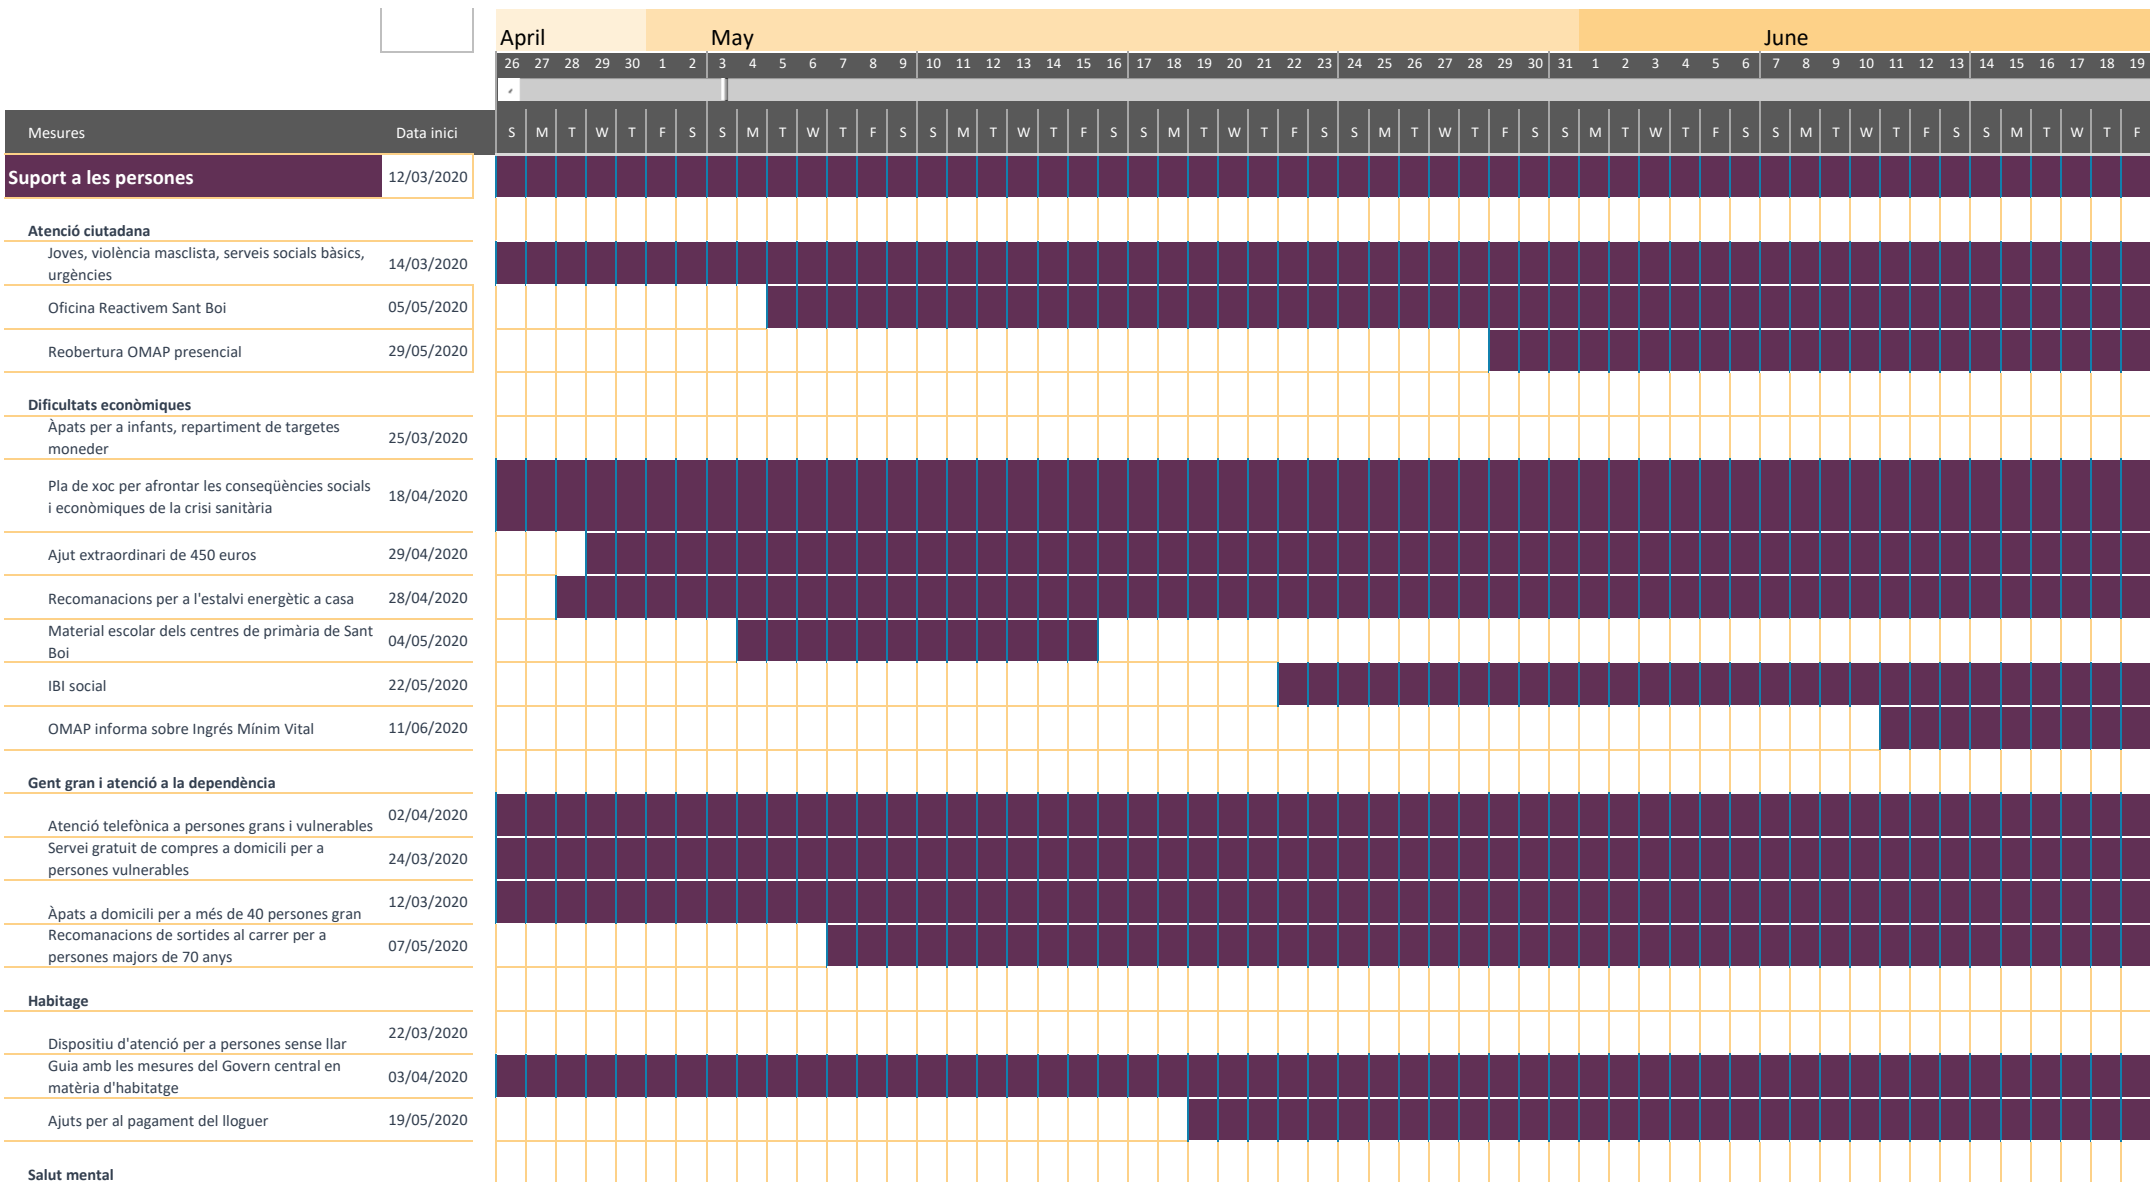 April May June
26 27 28 29 30 1 2 3 4 5 6 7 8 9 10 11 12 13 14 15 16 17 18 19 20 21 22 23 24 25 26 27 28 29 30 31 1 2 3 4 5 6 7 8 9 10 11 12 13 14 15 16 17 18 19
Mesures Data inici S M T W T F S S M T W T F S S M T W T F S S M T W T F S S M T W T F S S M T W T F S S M T W T F S S M T W T F
Suport a les persones 12/03/2020
Atenció ciutadana
Joves, violència masclista, serveis socials bàsics,
urgències 14/03/2020
Oficina Reactivem Sant Boi 05/05/2020
Reobertura OMAP presencial 29/05/2020
Dificultats econòmiques
Àpats per a infants, repartiment de targetes
moneder 25/03/2020
Pla de xoc per afrontar les conseqüències socials
i econòmiques de la crisi sanitària 18/04/2020
Ajut extraordinari de 450 euros 29/04/2020
Recomanacions per a l'estalvi energètic a casa 28/04/2020
Material escolar dels centres de primària de Sant
Boi 04/05/2020
IBI social 22/05/2020
OMAP informa sobre Ingrés Mínim Vital 11/06/2020
Gent gran i atenció a la dependència
Atenció telefònica a persones grans i vulnerables 02/04/2020
Servei gratuit de compres a domicili per a
persones vulnerables 24/03/2020
Àpats a domicili per a més de 40 persones gran 12/03/2020
Recomanacions de sortides al carrer per a
persones majors de 70 anys 07/05/2020
Habitage
Dispositiu d'atenció per a persones sense llar 22/03/2020
Guia amb les mesures del Govern central en
matèria d'habitatge 03/04/2020
Ajuts per al pagament del lloguer 19/05/2020
Salut mental